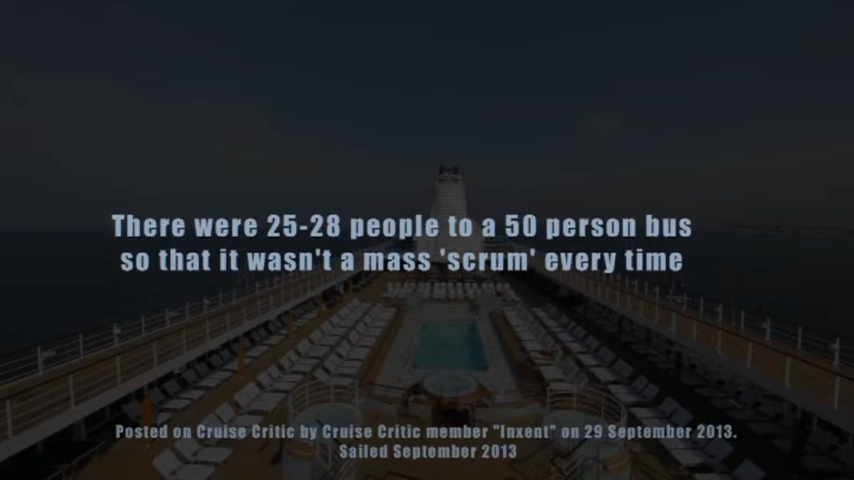 There were 25-28 people to a 50 person bus
so that it wasn't a mass 'scrum' every time
Posted on Cruise Critic by Cruise Critic member "Inxent" on 29 September 2013.
Sailed September 2013